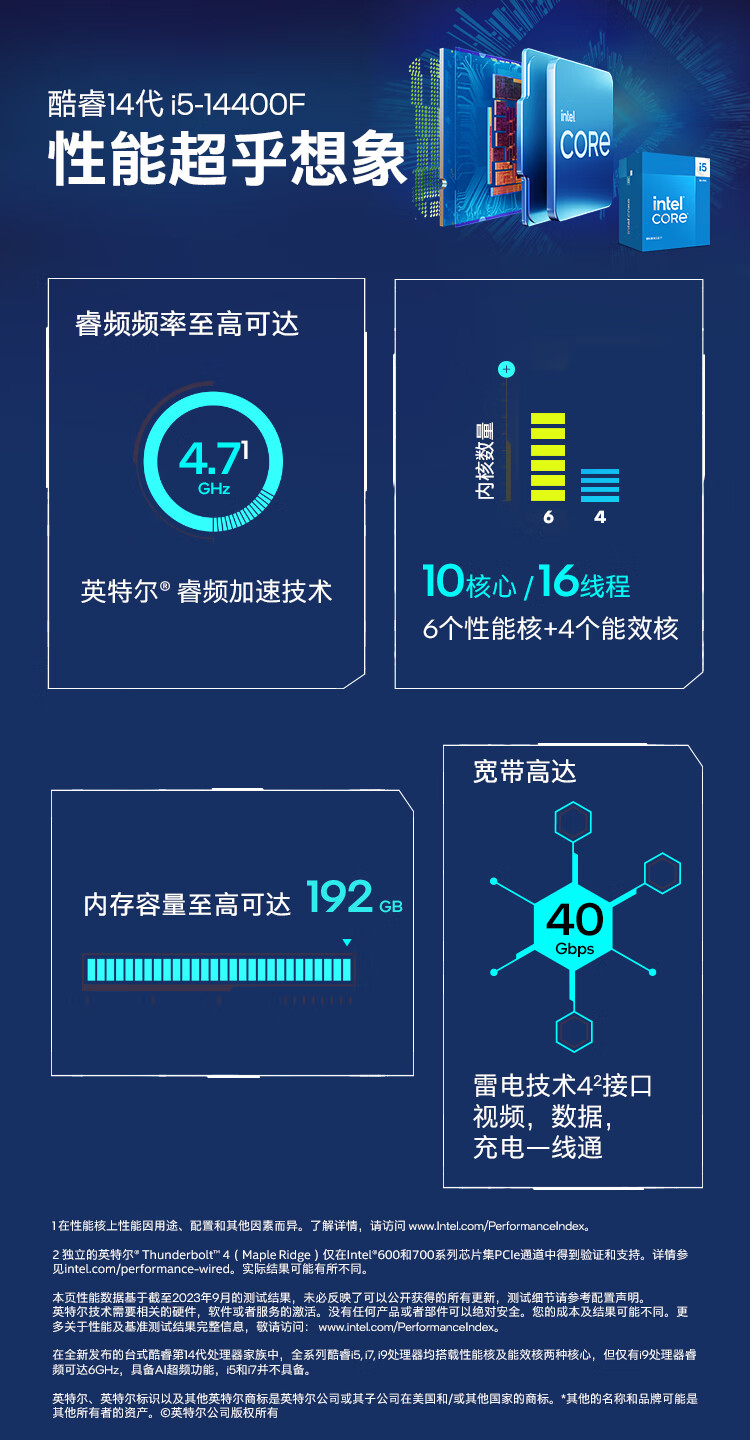 酷睿14代 i5-14400F
性能超乎想象
intel
CORE
i5
intel
CORE
睿频频率至高可达
4.7¹
GHz
英特尔® 睿频加速技术
内核数量
+
6 4
10核心 / 16线程
6个性能核+4个能效核
内存容量至高可达 192 GB
宽带高达
40
Gbps
雷电技术4²接口
视频，数据，
充电一线通
1 在性能核上性能因用途、配置和其他因素而异。了解详情，请访问 www.Intel.com/PerformanceIndex。
2 独立的英特尔® Thunderbolt™ 4（Maple Ridge）仅在Intel®600和700系列芯片集PCIe通道中得到验证和支持。详情参
见intel.com/performance-wired。实际结果可能有所不同。
本页性能数据基于截至2023年9月的测试结果，未必反映了可以公开获得的所有更新，测试细节请参考配置声明。
英特尔技术需要相关的硬件，软件或者服务的激活。没有任何产品或者部件可以绝对安全。您的成本及结果可能不同。更
多关于性能及基准测试结果完整信息，敬请访问： www.intel.com/PerformanceIndex。
在全新发布的台式酷睿第14代处理器家族中，全系列酷睿i5, i7, i9处理器均搭载性能核及能效核两种核心，但仅有i9处理器睿
频可达6GHz，具备AI超频功能，i5和i7并不具备。
英特尔、英特尔标识以及其他英特尔商标是英特尔公司或其子公司在美国和/或其他国家的商标。*其他的名称和品牌可能是
其他所有者的资产。©英特尔公司版权所有